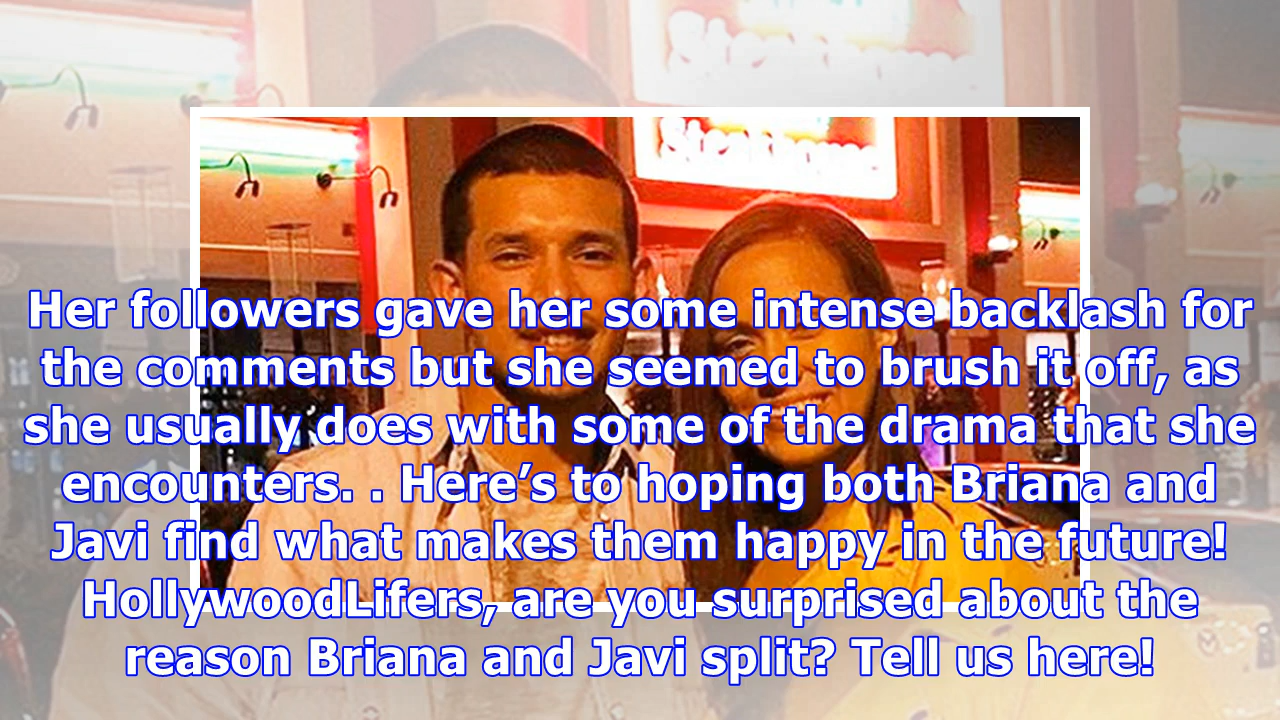 Steakhouse
Her followers gave her some intense backlash for
the comments but she seemed to brush it off, as
she usually does with some of the drama that she
encounters. . Here’s to hoping both Briana and
Javi find what makes them happy in the future!
HollywoodLifers, are you surprised about the
reason Briana and Javi split? Tell us here!